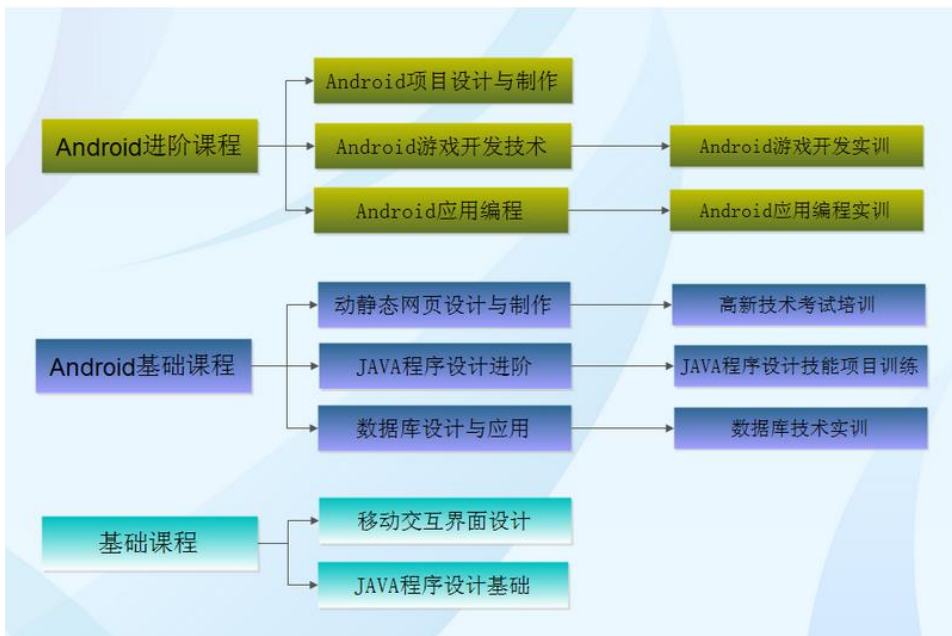 Android项目设计与制作
Android进阶课程
Android游戏开发技术
Android游戏开发实训
Android应用编程
Android应用编程实训
动静态网页设计与制作
高新技术考试培训
Android基础课程
JAVA程序设计进阶
JAVA程序设计技能项目训练
数据库设计与应用
数据库技术实训
移动交互界面设计
基础课程
JAVA程序设计基础